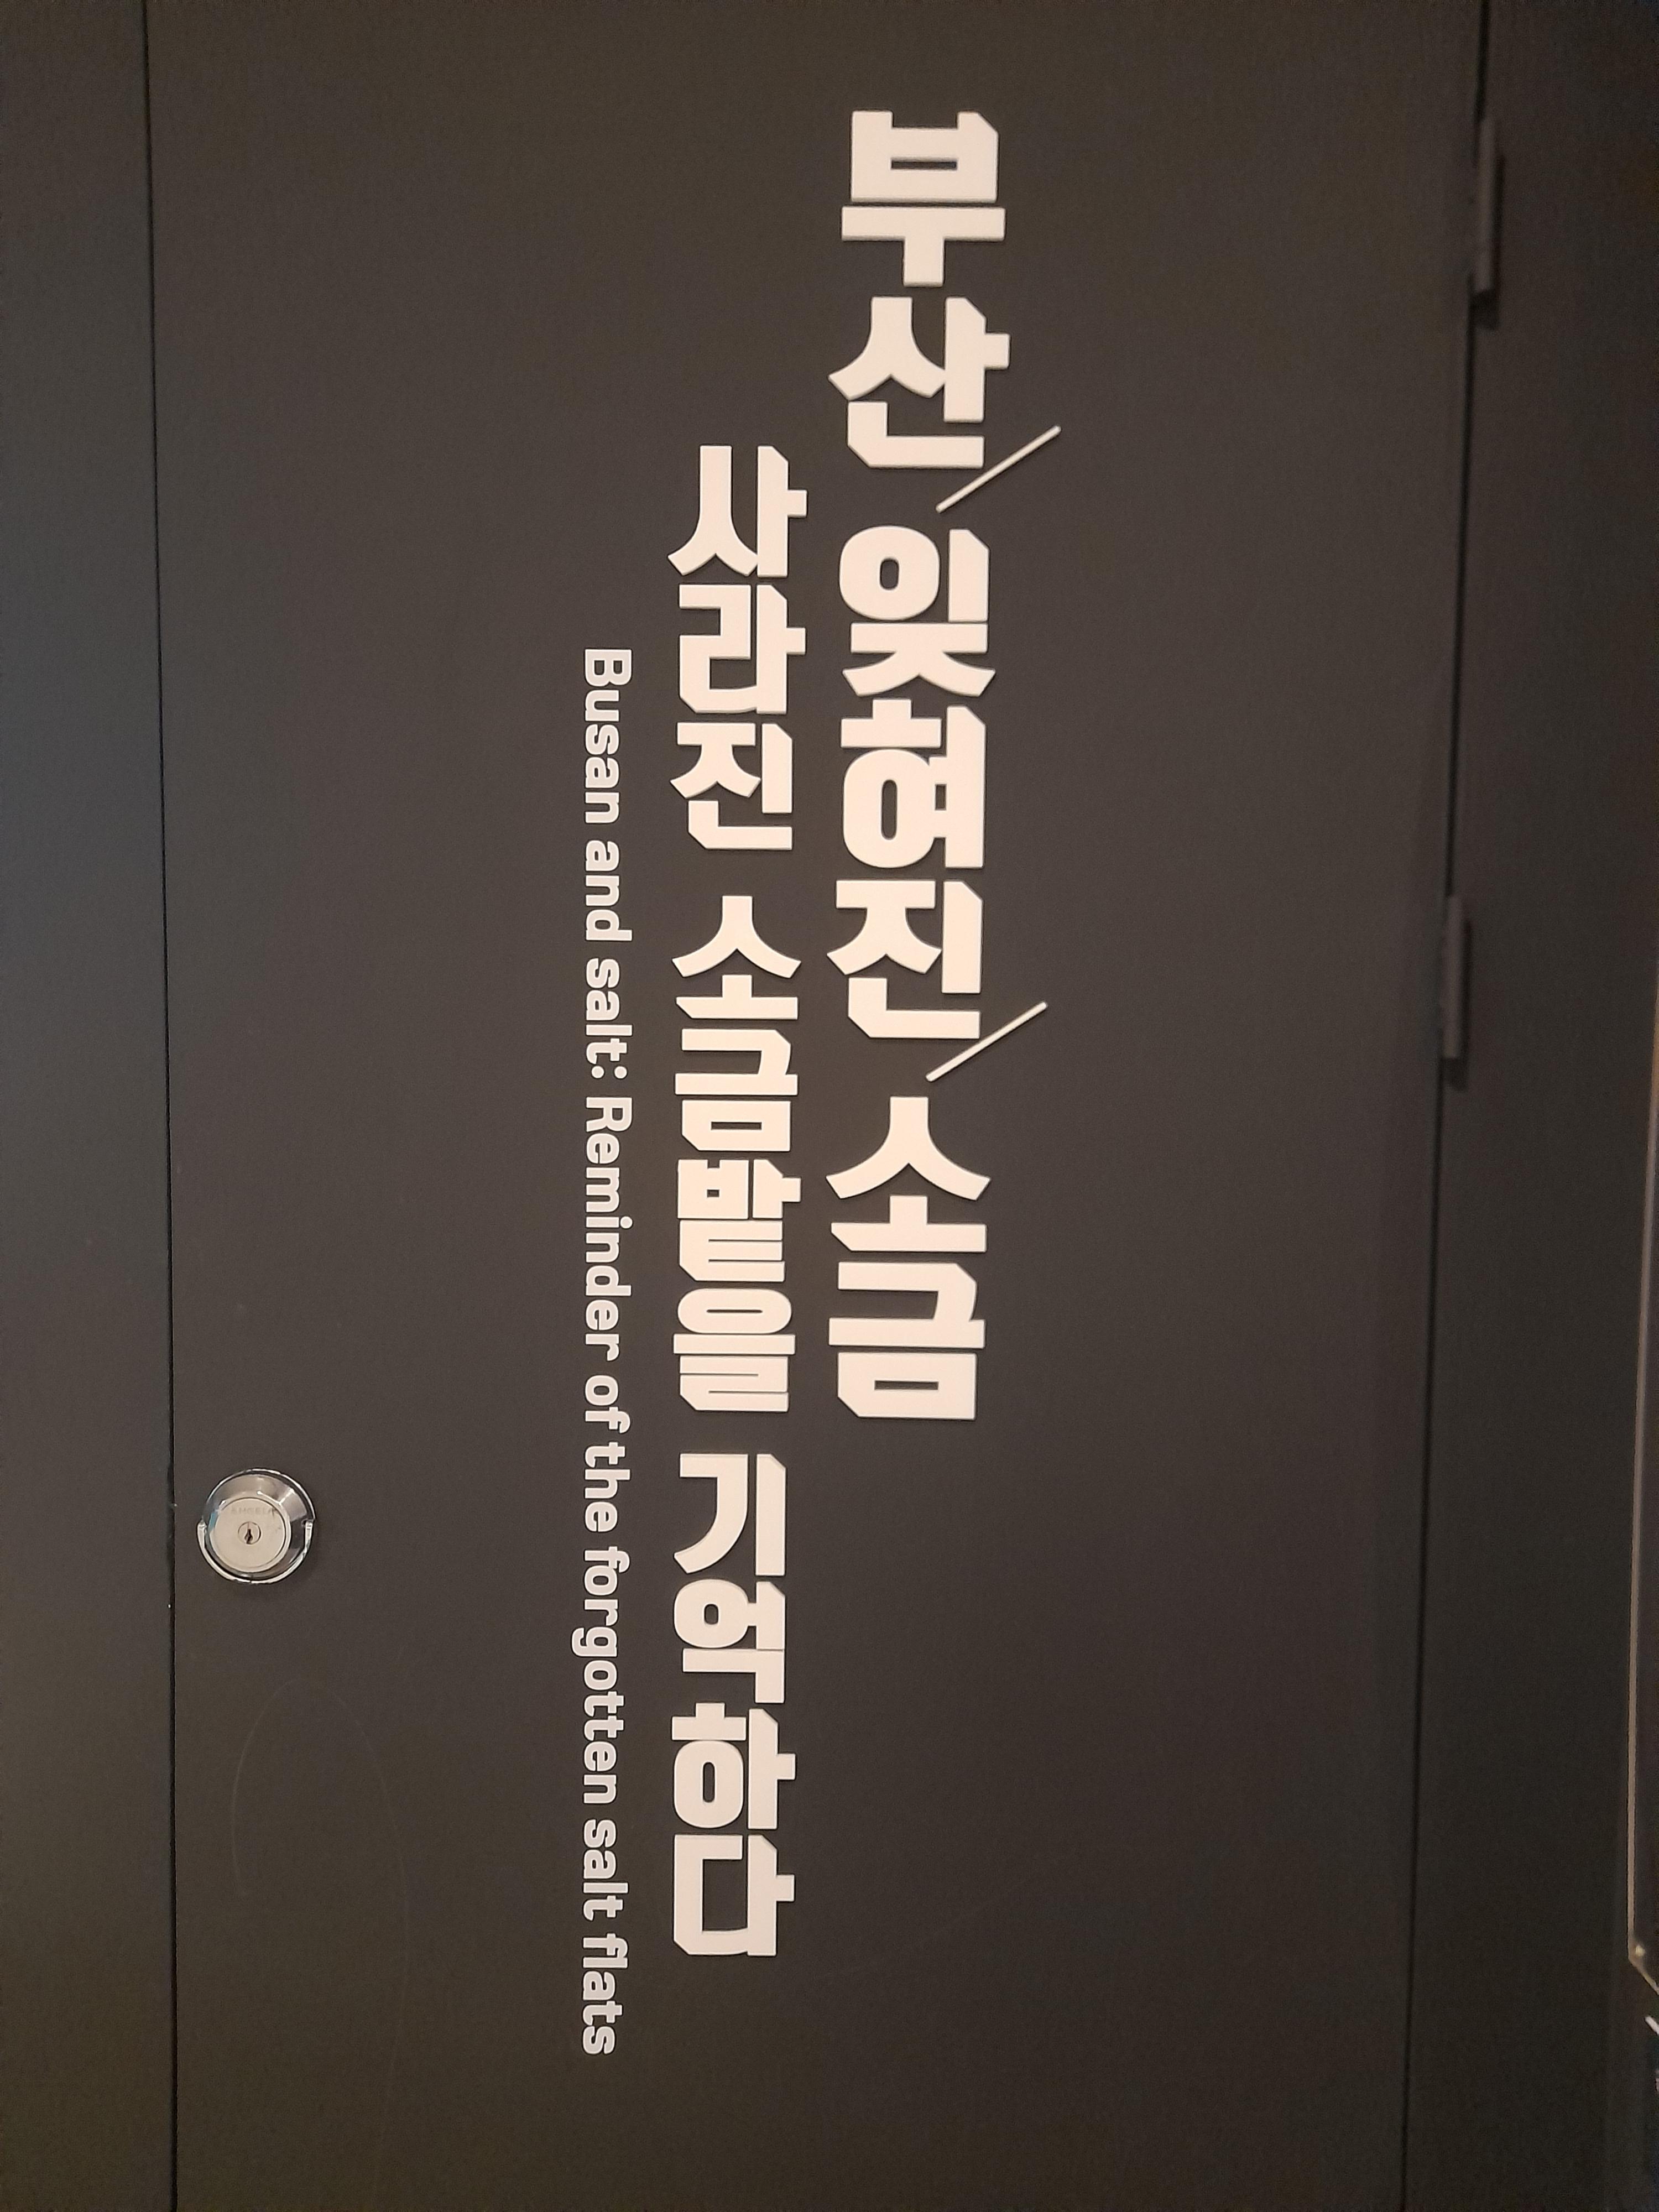 부산/잊혀진/소금
사라진 소금밭을 기억하다
Busan and salt: Reminder of the forgotten salt flats